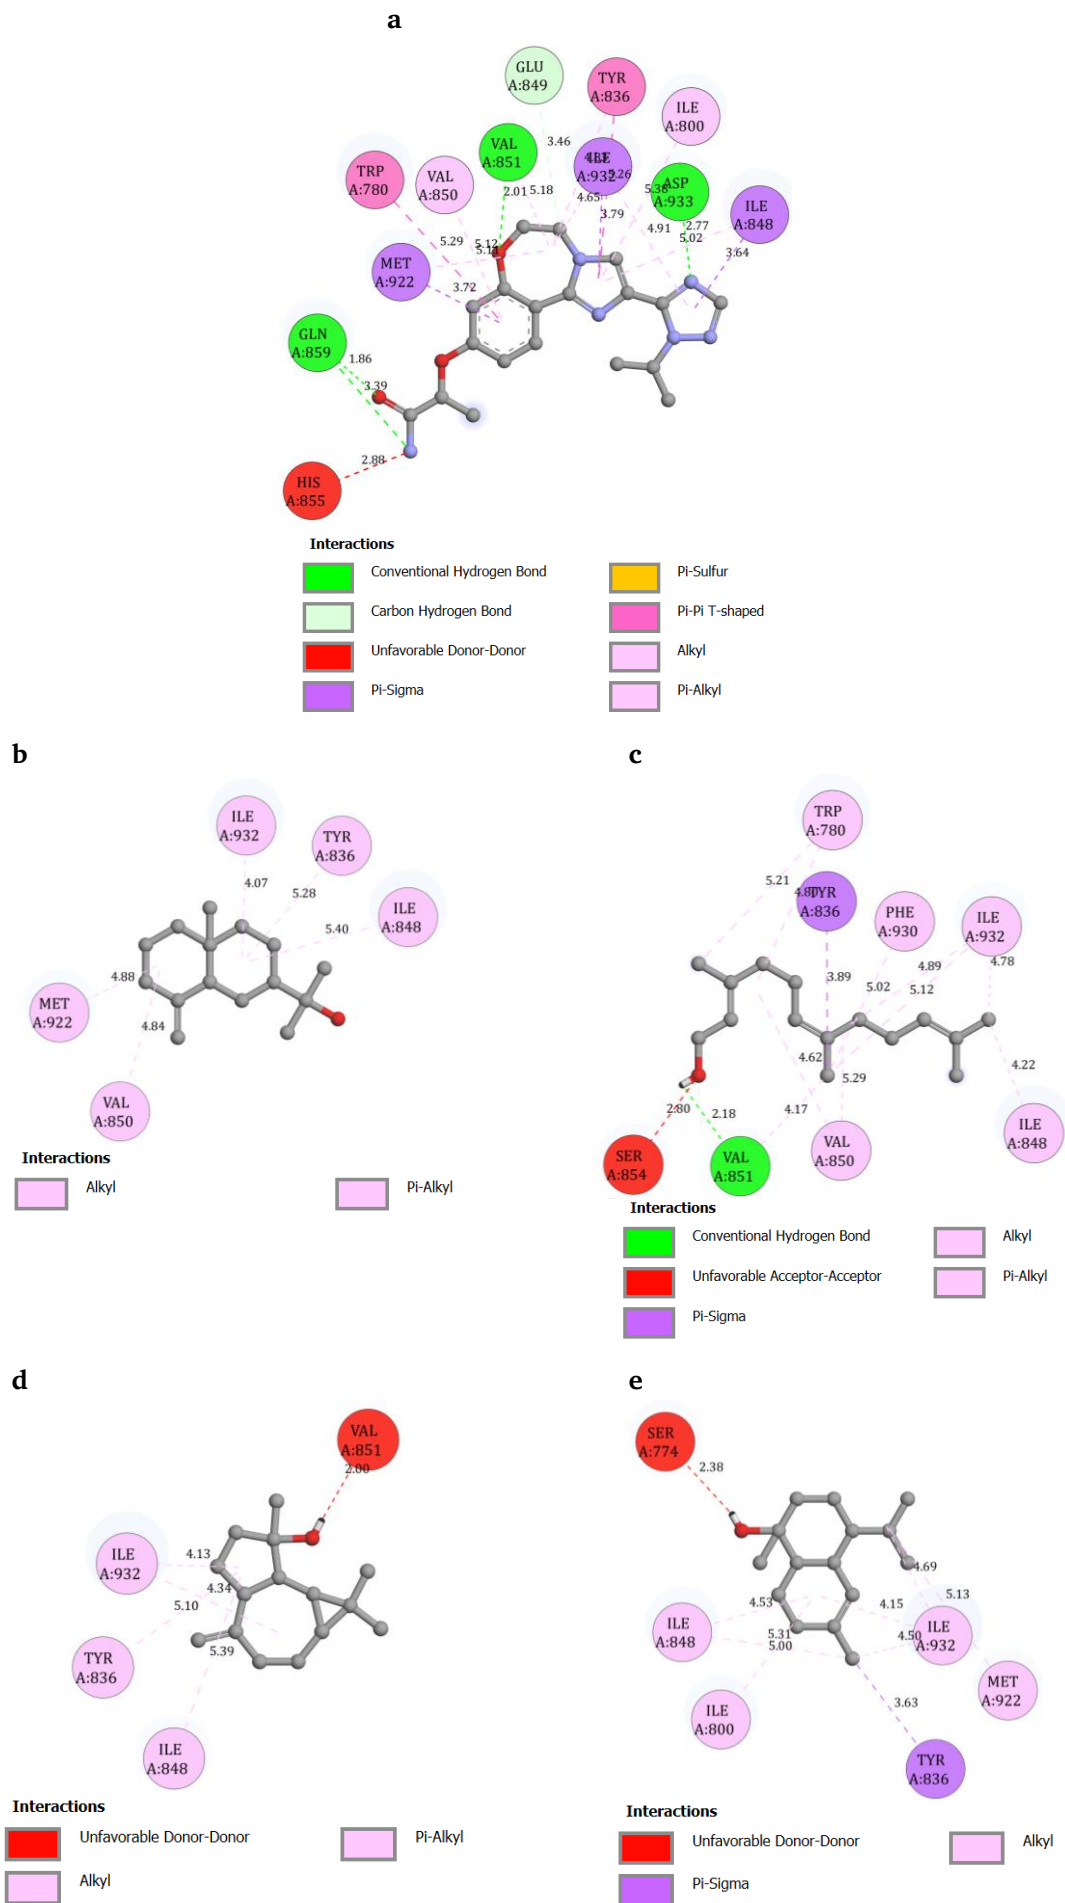 a
GLU
A:849
TYR
A:836
ILE
A:800
VAL
A:851
3.46
ILE
A:932
5.26
TRP
A:780
VAL
A:850
2.01
5.18
4.65
5.38
ASP
A:933
ILE
A:848
3.79
4.91
2.77
5.02
5.29
5.12
5.11
3.64
MET
A:922
3.72
GLN
A:859
1.86
3.39
2.88
HIS
A:855
Interactions
Conventional Hydrogen Bond
Pi-Sulfur
Carbon Hydrogen Bond
Pi-Pi T-shaped
Unfavorable Donor-Donor
Alkyl
Pi-Sigma
Pi-Alkyl
b
ILE
A:932
TYR
A:836
4.07
5.28
ILE
A:848
5.40
4.88
MET
A:922
4.84
VAL
A:850
Interactions
Alkyl
Pi-Alkyl
c
TRP
A:780
5.21
TYR
A:836
PHE
A:930
ILE
A:932
4.78
3.89
4.89
5.02
5.12
4.62
5.29
4.22
2.80
2.18
4.17
ILE
A:848
SER
A:854
VAL
A:851
VAL
A:850
Interactions
Conventional Hydrogen Bond
Alkyl
Unfavorable Acceptor-Acceptor
Pi-Alkyl
Pi-Sigma
d
VAL
A:851
2.00
ILE
A:932
4.13
4.34
5.10
TYR
A:836
5.39
ILE
A:848
Interactions
Unfavorable Donor-Donor
Pi-Alkyl
Alkyl
e
SER
A:774
2.38
4.69
5.13
4.53
4.15
ILE
A:848
5.31
5.00
4.50
ILE
A:932
MET
A:922
ILE
A:800
3.63
TYR
A:836
Interactions
Unfavorable Donor-Donor
Alkyl
Pi-Sigma